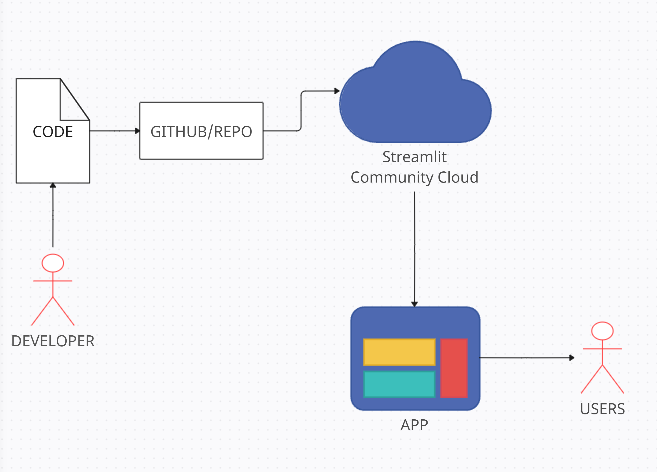 CODE
GITHUB/REPO
Streamlit
Community Cloud
DEVELOPER
APP
USERS